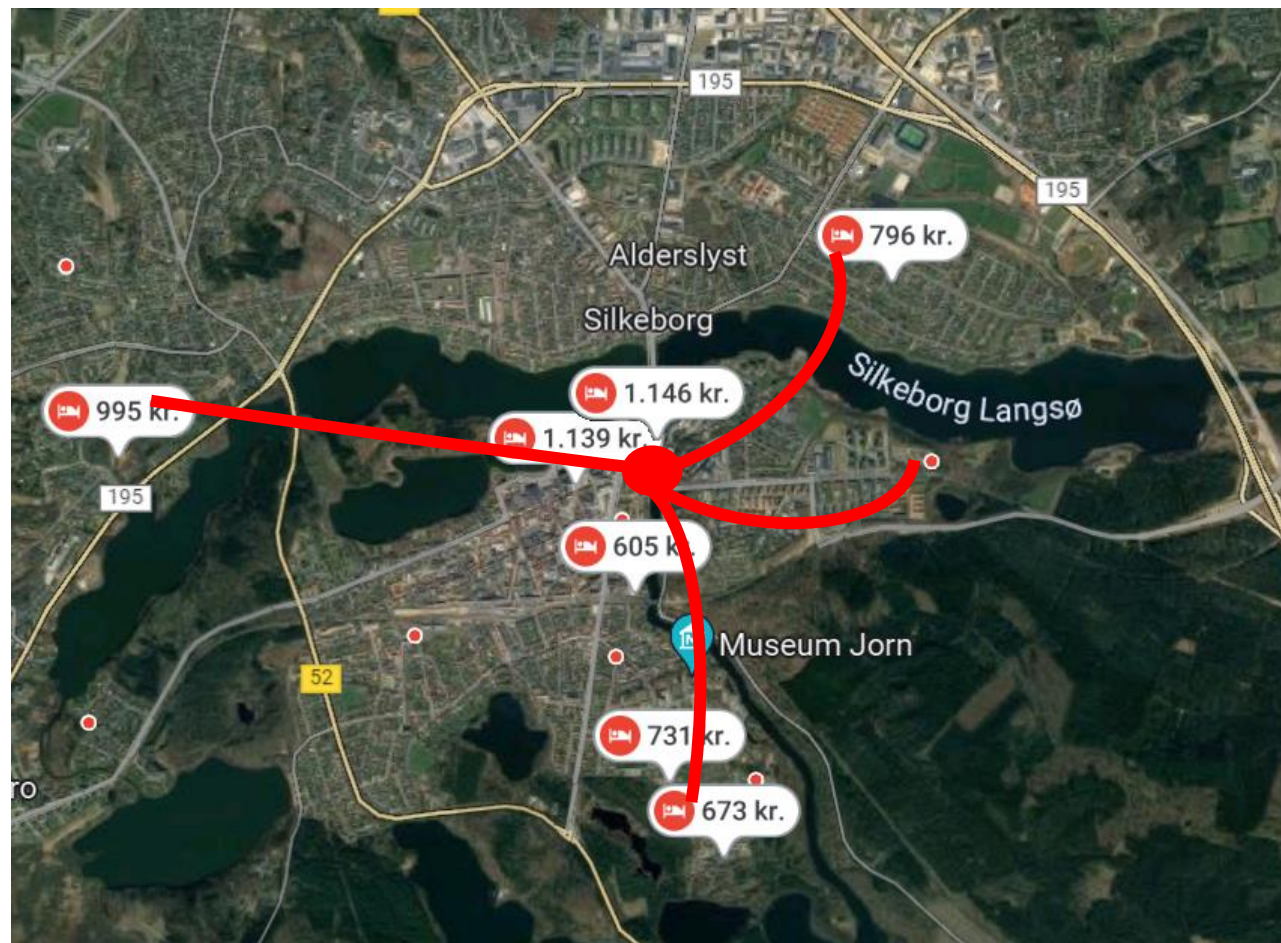 195
195
796 kr.
Alderslyst
Silkeborg
Silkeborg Langsø
1.146 kr.
995 kr.
1.139 kr.
195
605 kr.
Museum Jorn
52
731 kr.
ro
673 kr.